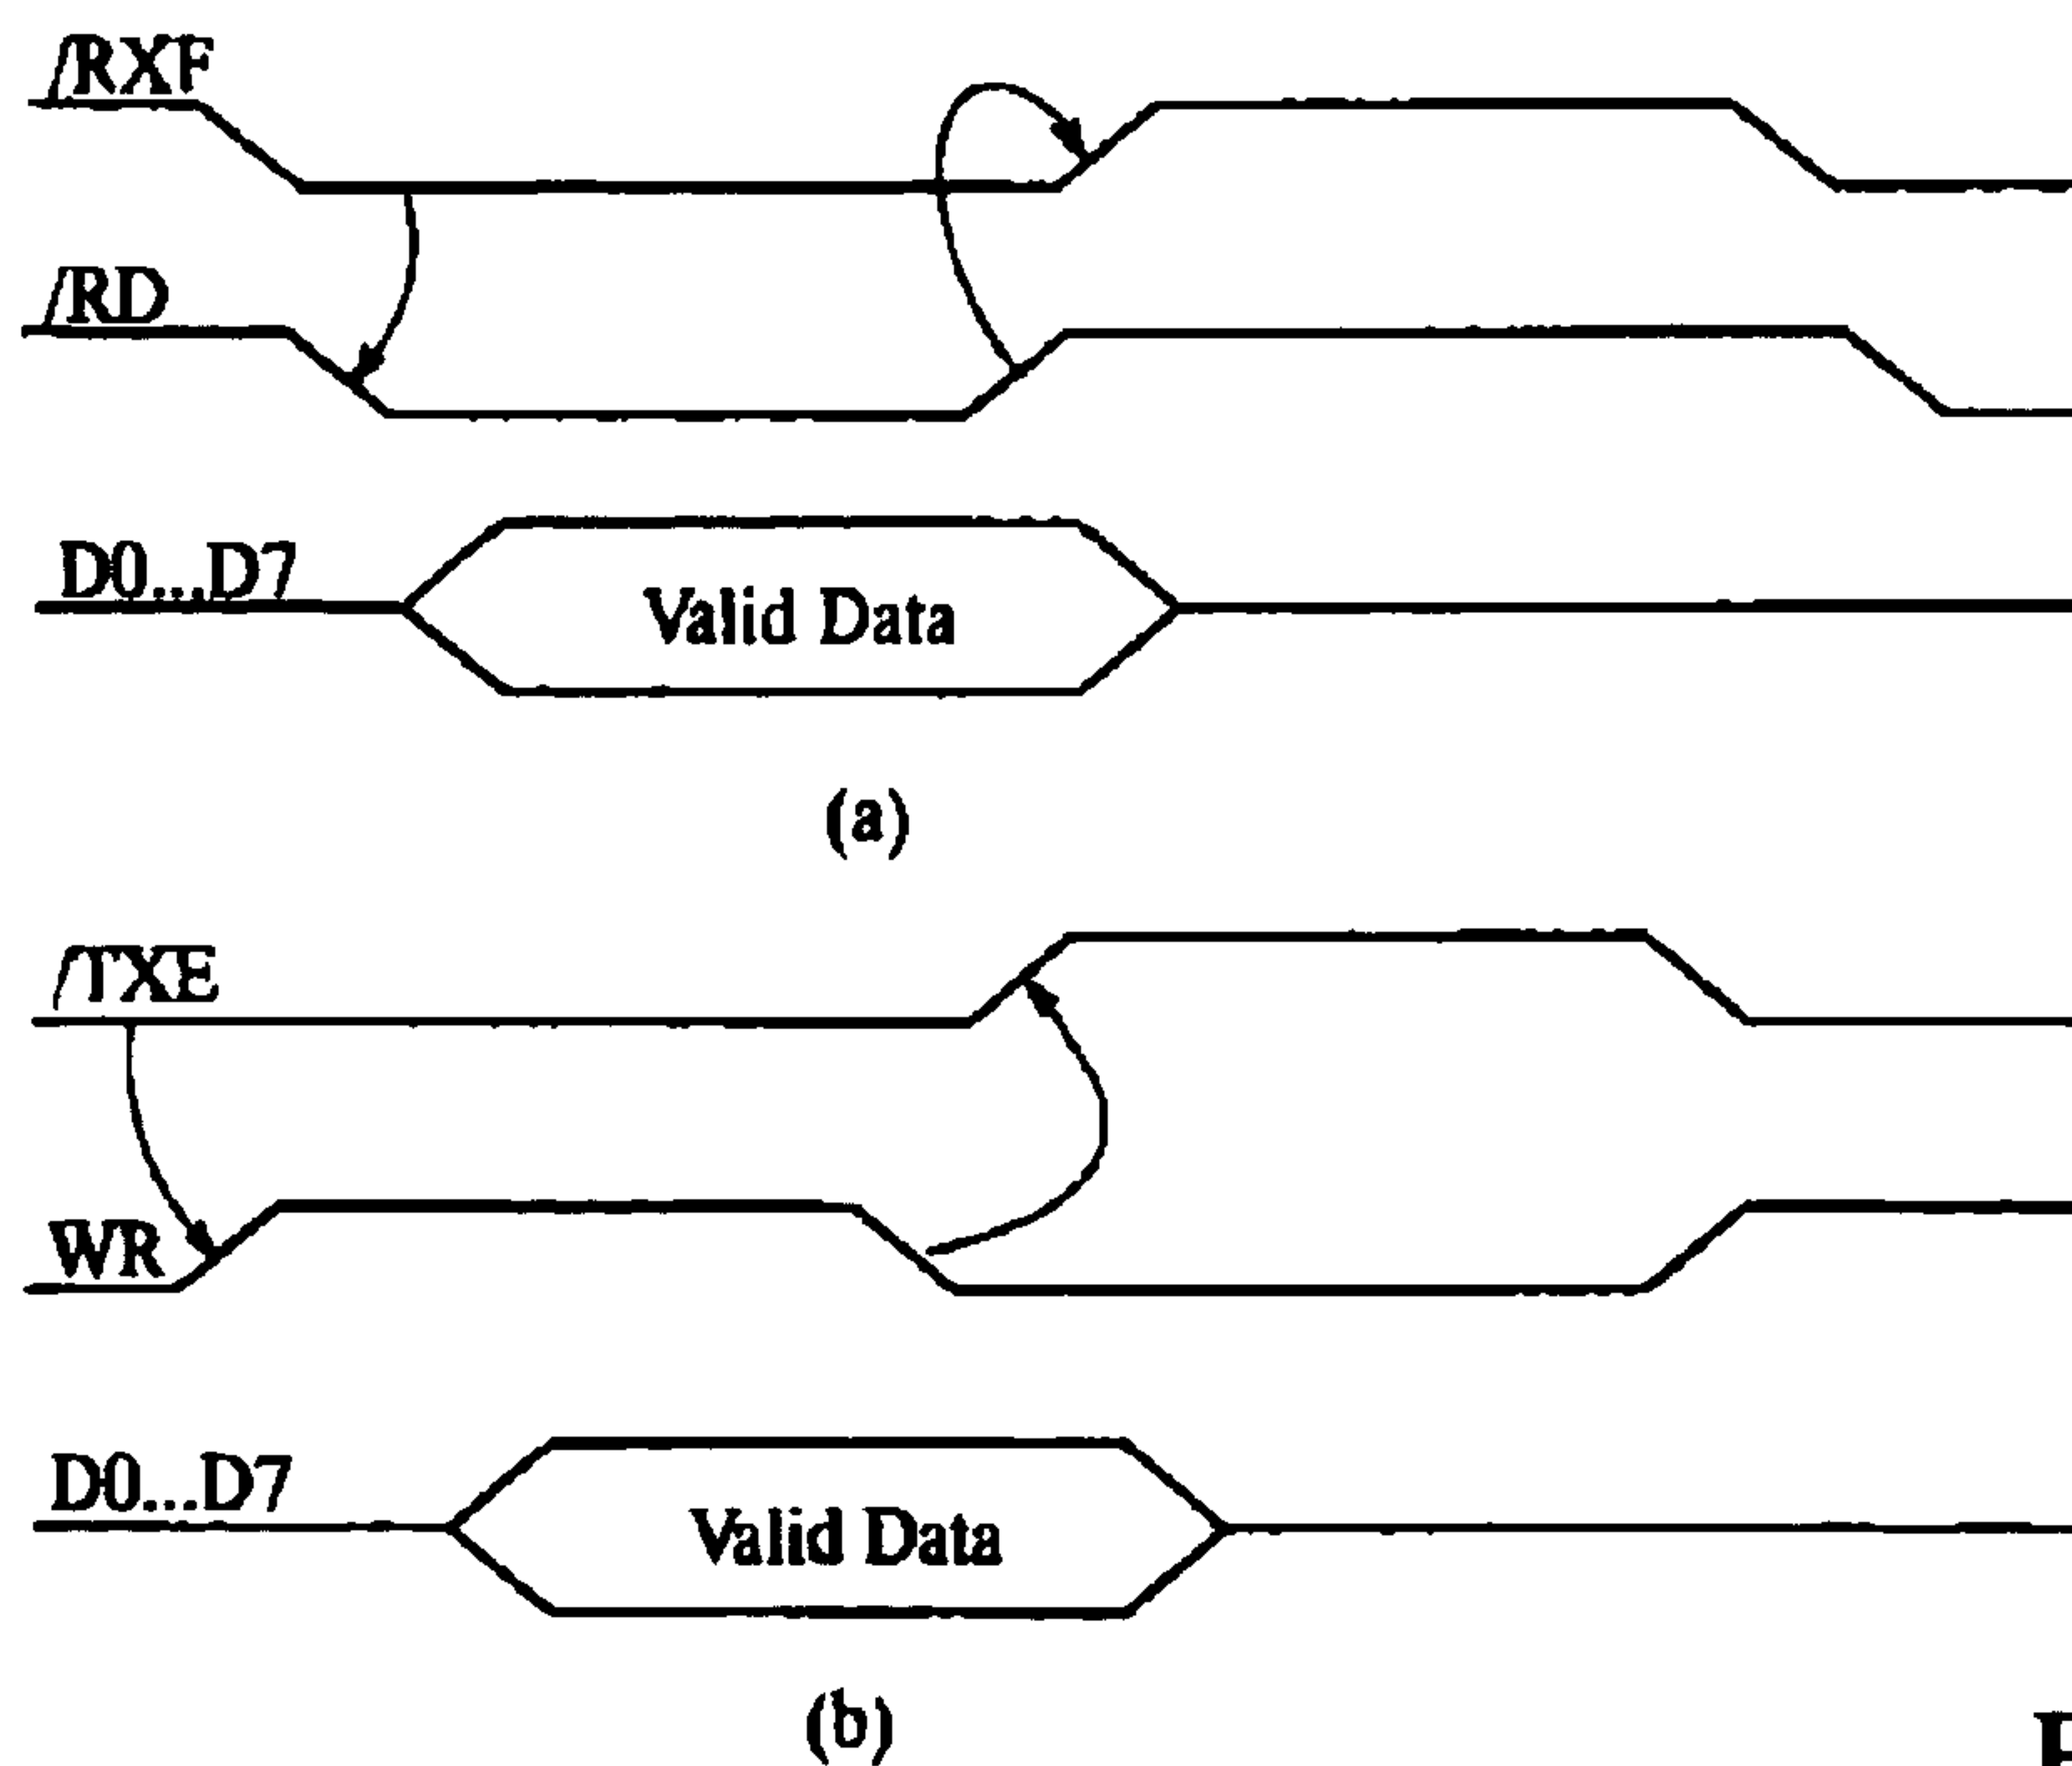 /RXF
/RD
D0...D7
Valid Data
(a)
/TXE
WR
D0...D7
Valid Data
(b)